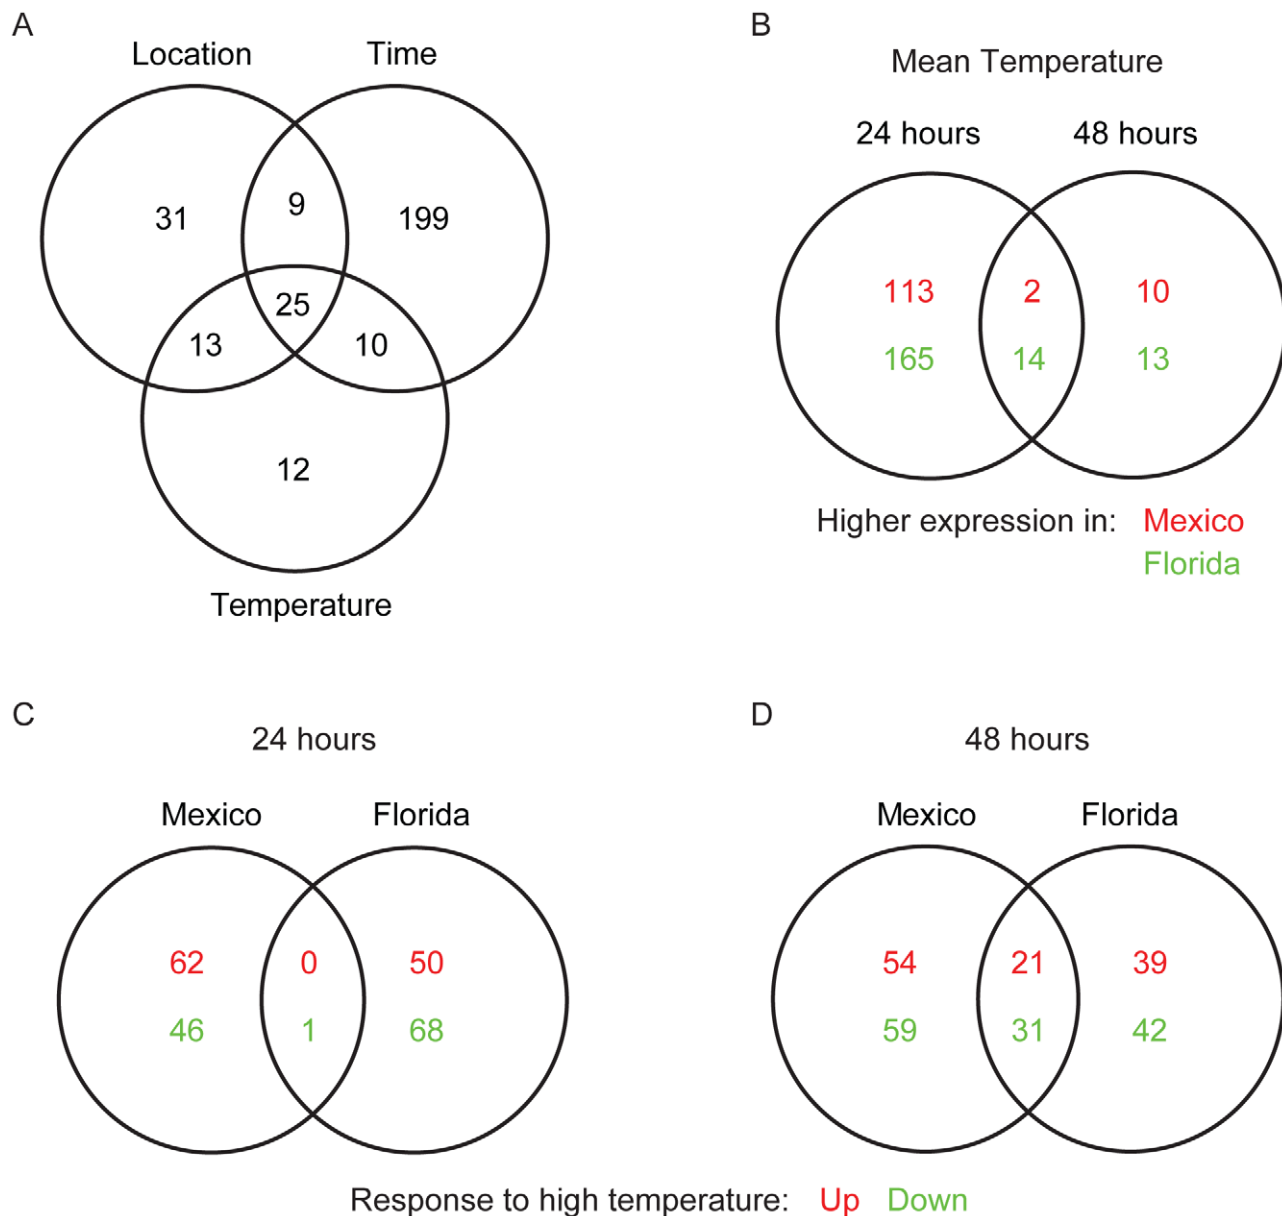 A
Location Time
31 9 199
25
13 10
12
Temperature
B
Mean Temperature
24 hours 48 hours
113 2 10
165 14 13
Higher expression in: Mexico
Florida
C
24 hours
Mexico Florida
62 0 50
46 1 68
D
48 hours
Mexico Florida
54 21 39
59 31 42
Response to high temperature: Up Down